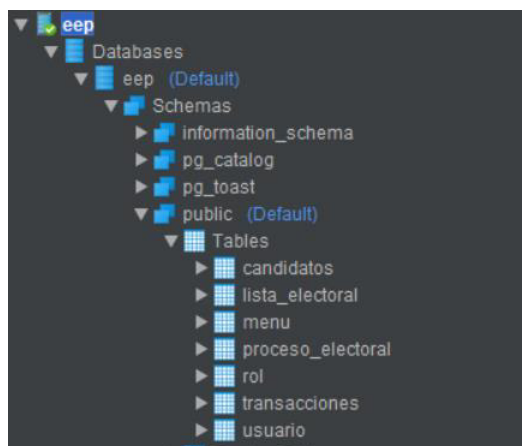 eep
Databases
eep (Default)
Schemas
information_schema
pg_catalog
pg_toast
public (Default)
Tables
candidatos
lista_electoral
menu
proceso_electoral
rol
transacciones
usuario